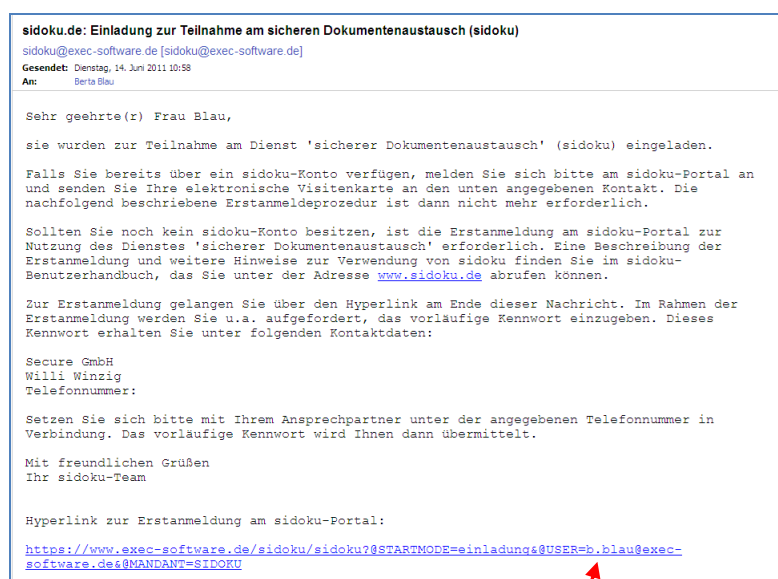 sidoku.de: Einladung zur Teilnahme am sicheren Dokumentenaustausch (sidoku)
sidoku@exec-software.de [sidoku@exec-software.de]
Gesendet: Dienstag, 14. Juni 2011 10:58
An: Berta Blau
Sehr geehrte(r) Frau Blau,
sie wurden zur Teilnahme am Dienst 'sicherer Dokumentenaustausch' (sidoku) eingeladen.
Falls Sie bereits über ein sidoku-Konto verfügen, melden Sie sich bitte am sidoku-Portal an
und senden Sie Ihre elektronische Visitenkarte an den unten angegebenen Kontakt. Die
nachfolgend beschriebene Erstanmeldeprozedur ist dann nicht mehr erforderlich.
Sollten Sie noch kein sidoku-Konto besitzen, ist die Erstanmeldung am sidoku-Portal zur
Nutzung des Dienstes 'sicherer Dokumentenaustausch' erforderlich. Eine Beschreibung der
Erstanmeldung und weitere Hinweise zur Verwendung von sidoku finden Sie im sidoku-
Benutzerhandbuch, das Sie unter der Adresse www.sidoku.de abrufen können.
Zur Erstanmeldung gelangen Sie über den Hyperlink am Ende dieser Nachricht. Im Rahmen der
Erstanmeldung werden Sie u.a. aufgefordert, das vorläufige Kennwort einzugeben. Dieses
Kennwort erhalten Sie unter folgenden Kontaktdaten:
Secure GmbH
Willi Winzig
Telefonnummer:
Setzen Sie sich bitte mit Ihrem Ansprechpartner unter der angegebenen Telefonnummer in
Verbindung. Das vorläufige Kennwort wird Ihnen dann übermittelt.
Mit freundlichen Grüßen
Ihr sidoku-Team
Hyperlink zur Erstanmeldung am sidoku-Portal:
https://www.exec-software.de/sidoku/sidoku?@STARTMODE=einladung&@USER=b.blau@exec-
software.de&@MANDANT=SIDOKU